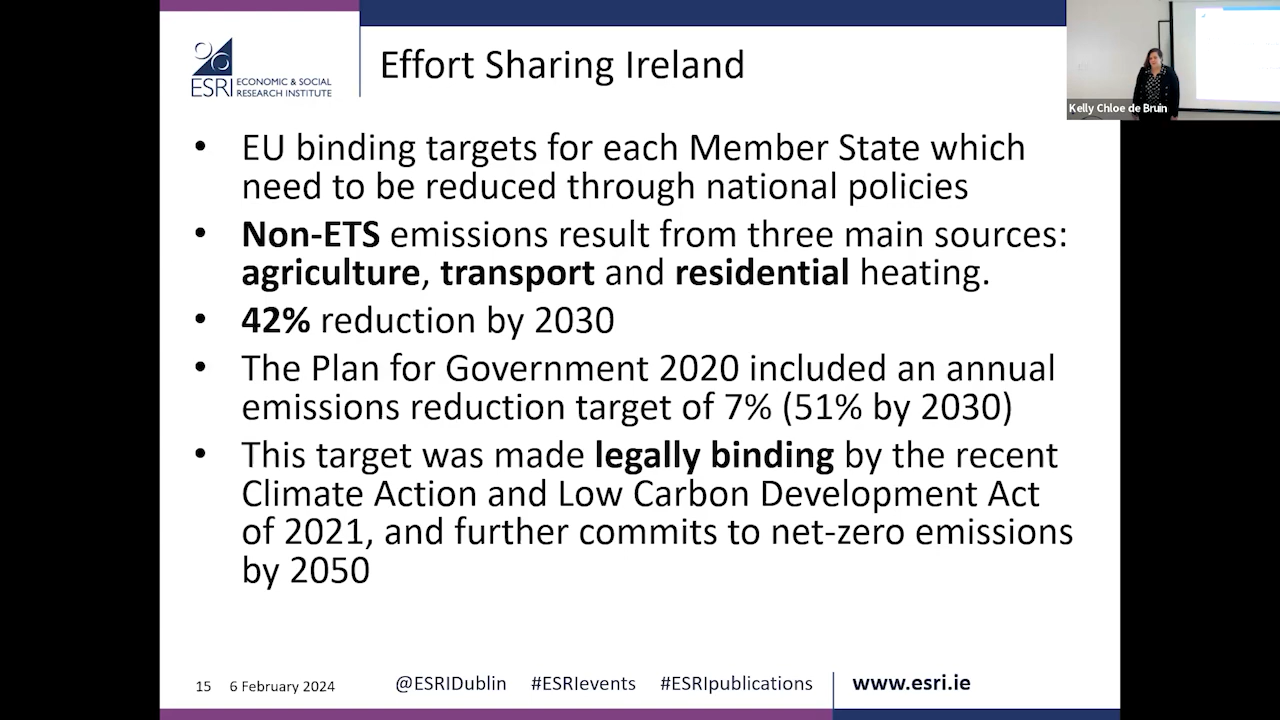 ESRI ECONOMIC & SOCIAL
RESEARCH INSTITUTE
Effort Sharing Ireland
Kelly Chloe de Bruin
• EU binding targets for each Member State which
need to be reduced through national policies
• Non-ETS emissions result from three main sources:
agriculture, transport and residential heating.
• 42% reduction by 2030
• The Plan for Government 2020 included an annual
emissions reduction target of 7% (51% by 2030)
• This target was made legally binding by the recent
Climate Action and Low Carbon Development Act
of 2021, and further commits to net-zero emissions
by 2050
15 6 February 2024 @ESRIDublin #ESRIevents #ESRIpublications www.esri.ie